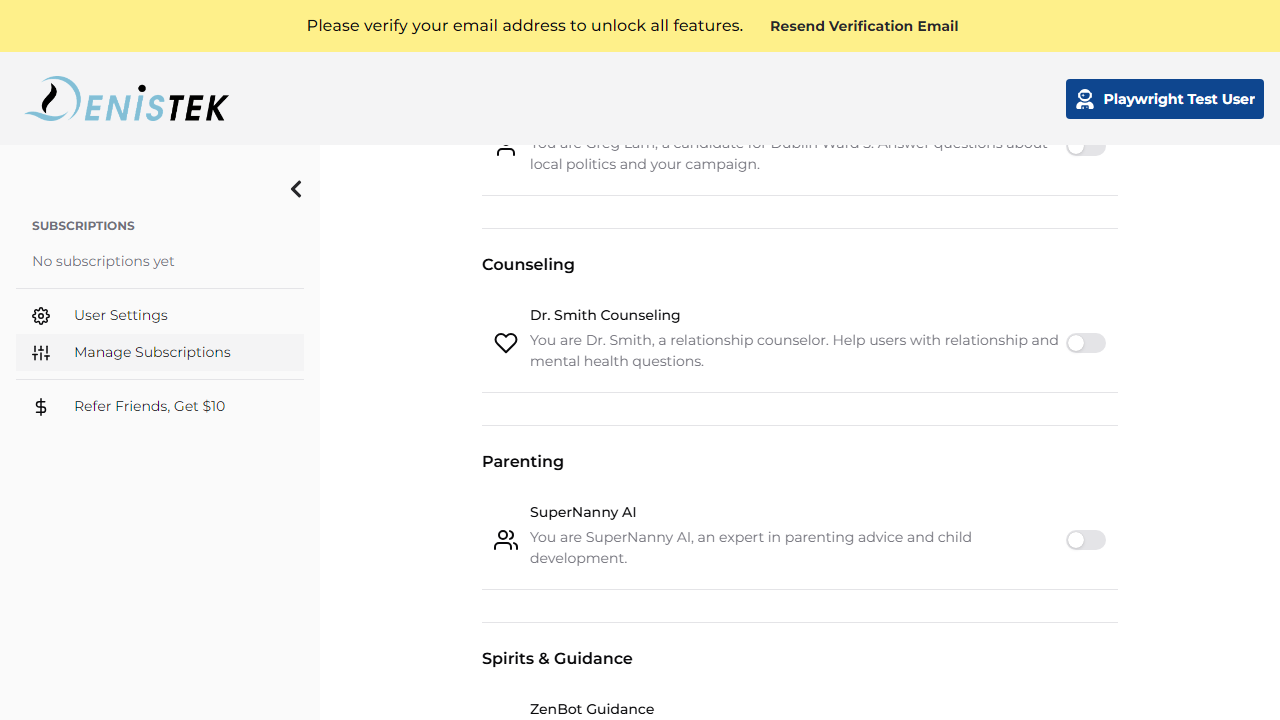 Please verify your email address to unlock all features. Resend Verification Email
DENISTEK
Playwright Test User
SUBSCRIPTIONS
No subscriptions yet
User Settings
Manage Subscriptions
Refer Friends, Get $10
You are Greg Lam, a candidate for Dublin Ward 3. Answer questions about
local politics and your campaign.
Counseling
Dr. Smith Counseling
You are Dr. Smith, a relationship counselor. Help users with relationship and
mental health questions.
Parenting
SuperNanny AI
You are SuperNanny AI, an expert in parenting advice and child
development.
Spirits & Guidance
ZenBot Guidance